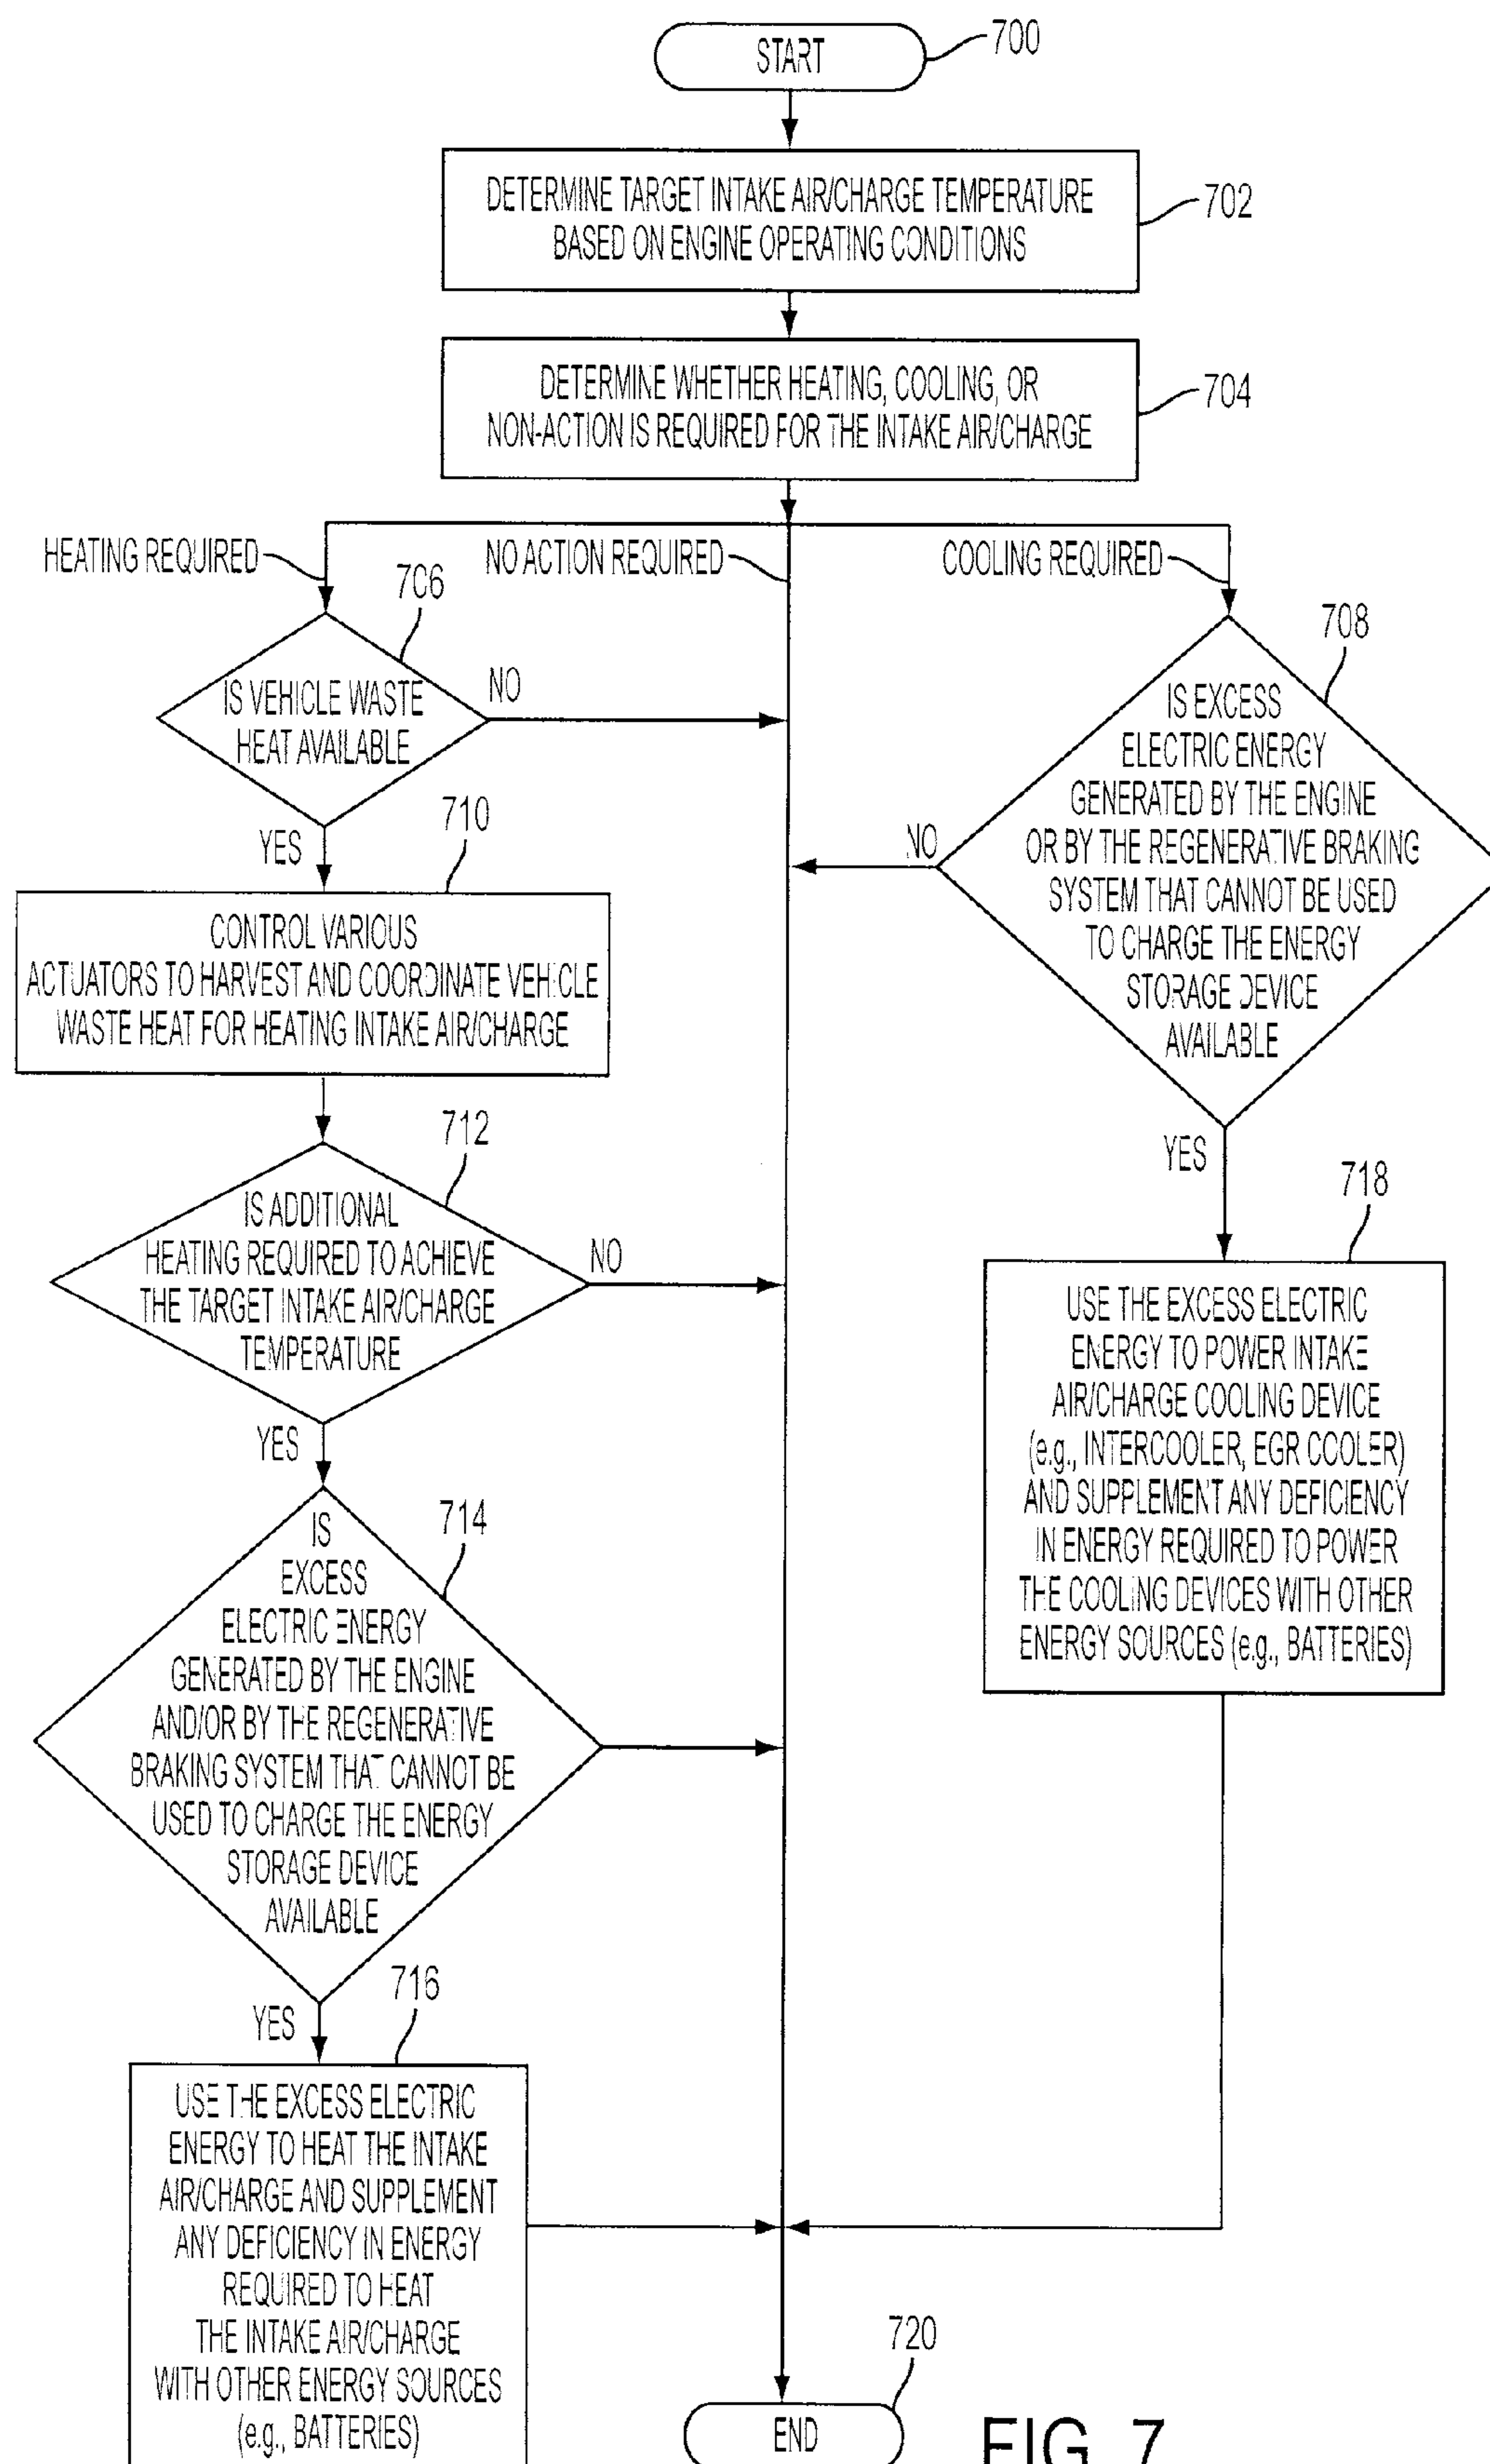 START
700
DETERMINE TARGET INTAKE AIR/CHARGE TEMPERATURE
BASED ON ENGINE OPERATING CONDITIONS
702
DETERMINE WHETHER HEATING, COOLING, OR
NON-ACTION IS REQUIRED FOR THE INTAKE AIR/CHARGE
704
HEATING REQUIRED
NO ACTION REQUIRED
COOLING REQUIRED
706
IS VEHICLE WASTE
HEAT AVAILABLE
NO
YES
708
IS EXCESS
ELECTRIC ENERGY
GENERATED BY THE ENGINE
OR BY THE REGENERATIVE BRAKING
SYSTEM THAT CANNOT BE USED
TO CHARGE THE ENERGY
STORAGE DEVICE
AVAILABLE
NO
YES
710
CONTROL VARIOUS
ACTUATORS TO HARVEST AND COORDINATE VEHICLE
WASTE HEAT FOR HEATING INTAKE AIR/CHARGE
712
IS ADDITIONAL
HEATING REQUIRED TO ACHIEVE
THE TARGET INTAKE AIR/CHARGE
TEMPERATURE
NO
YES
718
USE THE EXCESS ELECTRIC
ENERGY TO POWER INTAKE
AIR/CHARGE COOLING DEVICE
(e.g., INTERCOOLER, EGR COOLER)
AND SUPPLEMENT ANY DEFICIENCY
IN ENERGY REQUIRED TO POWER
THE COOLING DEVICES WITH OTHER
ENERGY SOURCES (e.g., BATTERIES)
714
IS
EXCESS
ELECTRIC ENERGY
GENERATED BY THE ENGINE
AND/OR BY THE REGENERATIVE
BRAKING SYSTEM THAT CANNOT BE
USED TO CHARGE THE ENERGY
STORAGE DEVICE
AVAILABLE
YES
716
USE THE EXCESS ELECTRIC
ENERGY TO HEAT THE INTAKE
AIR/CHARGE AND SUPPLEMENT
ANY DEFICIENCY IN ENERGY
REQUIRED TO HEAT
THE INTAKE AIR/CHARGE
WITH OTHER ENERGY SOURCES
(e.g., BATTERIES)
720
END
FIG. 7